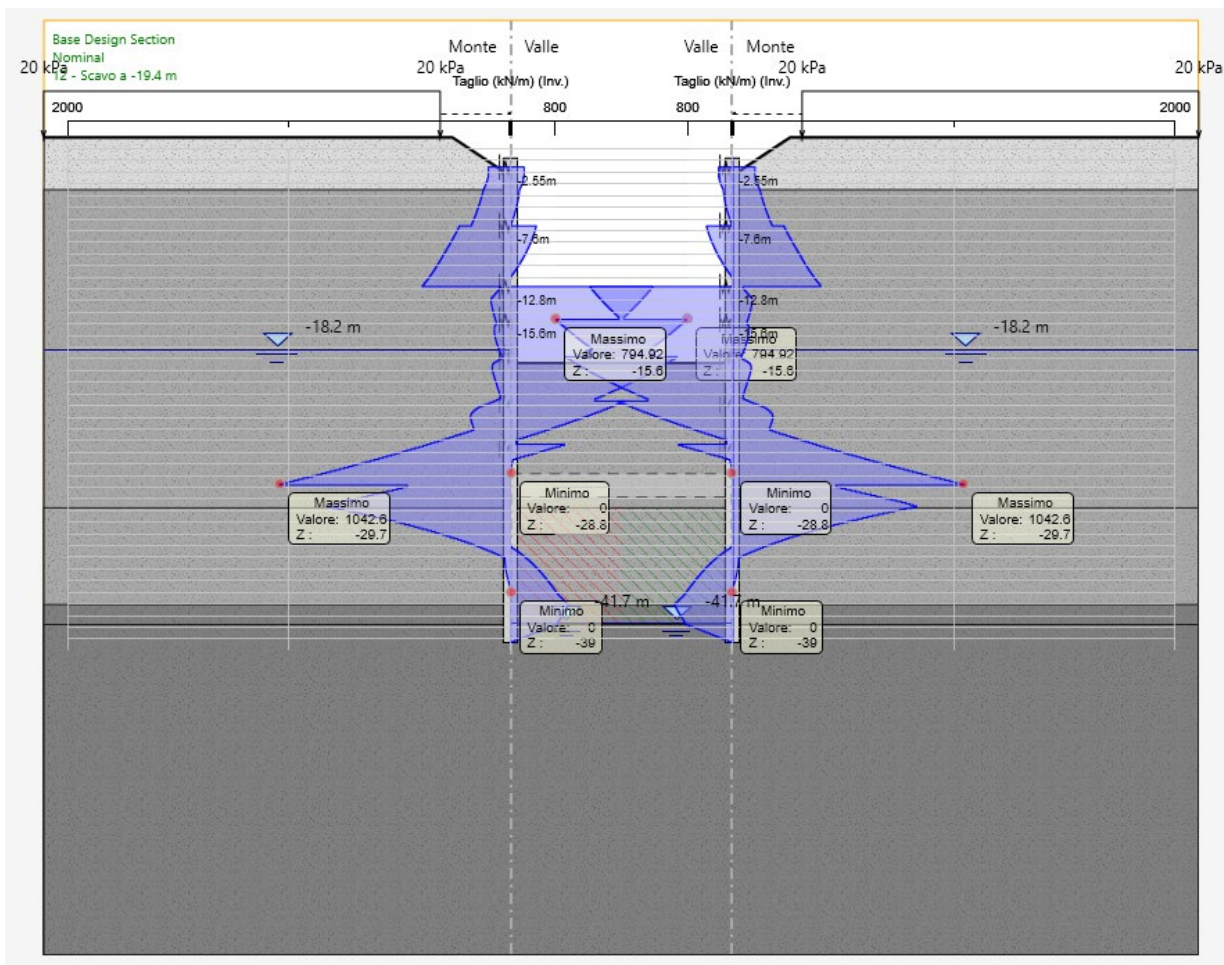 Base Design Section
Nominal
12 - Scavo a -19.4 m
Monte Valle Valle Monte
20 kPa 20 kPa 20 kPa 20 kPa
Taglio (kN/m) (Inv.) Taglio (kN/m) (Inv.)
2000 800 800 2000
-2.55m -2.55m
-7.6m -7.6m
-12.8m -12.8m
-18.2 m -15.6m -15.6m -18.2 m
Massimo Massimo
Valore: 794.92 Valore: 794.92
Z : -15.6 Z : -15.6
Minimo Minimo
Valore: 0 Valore: 0
Z : -28.8 Z : -28.8
Massimo Massimo
Valore: 1042.6 Valore: 1042.6
Z : -29.7 Z : -29.7
-41.7 m -41.7 m
Minimo Minimo
Valore: 0 Valore: 0
Z : -39 Z : -39